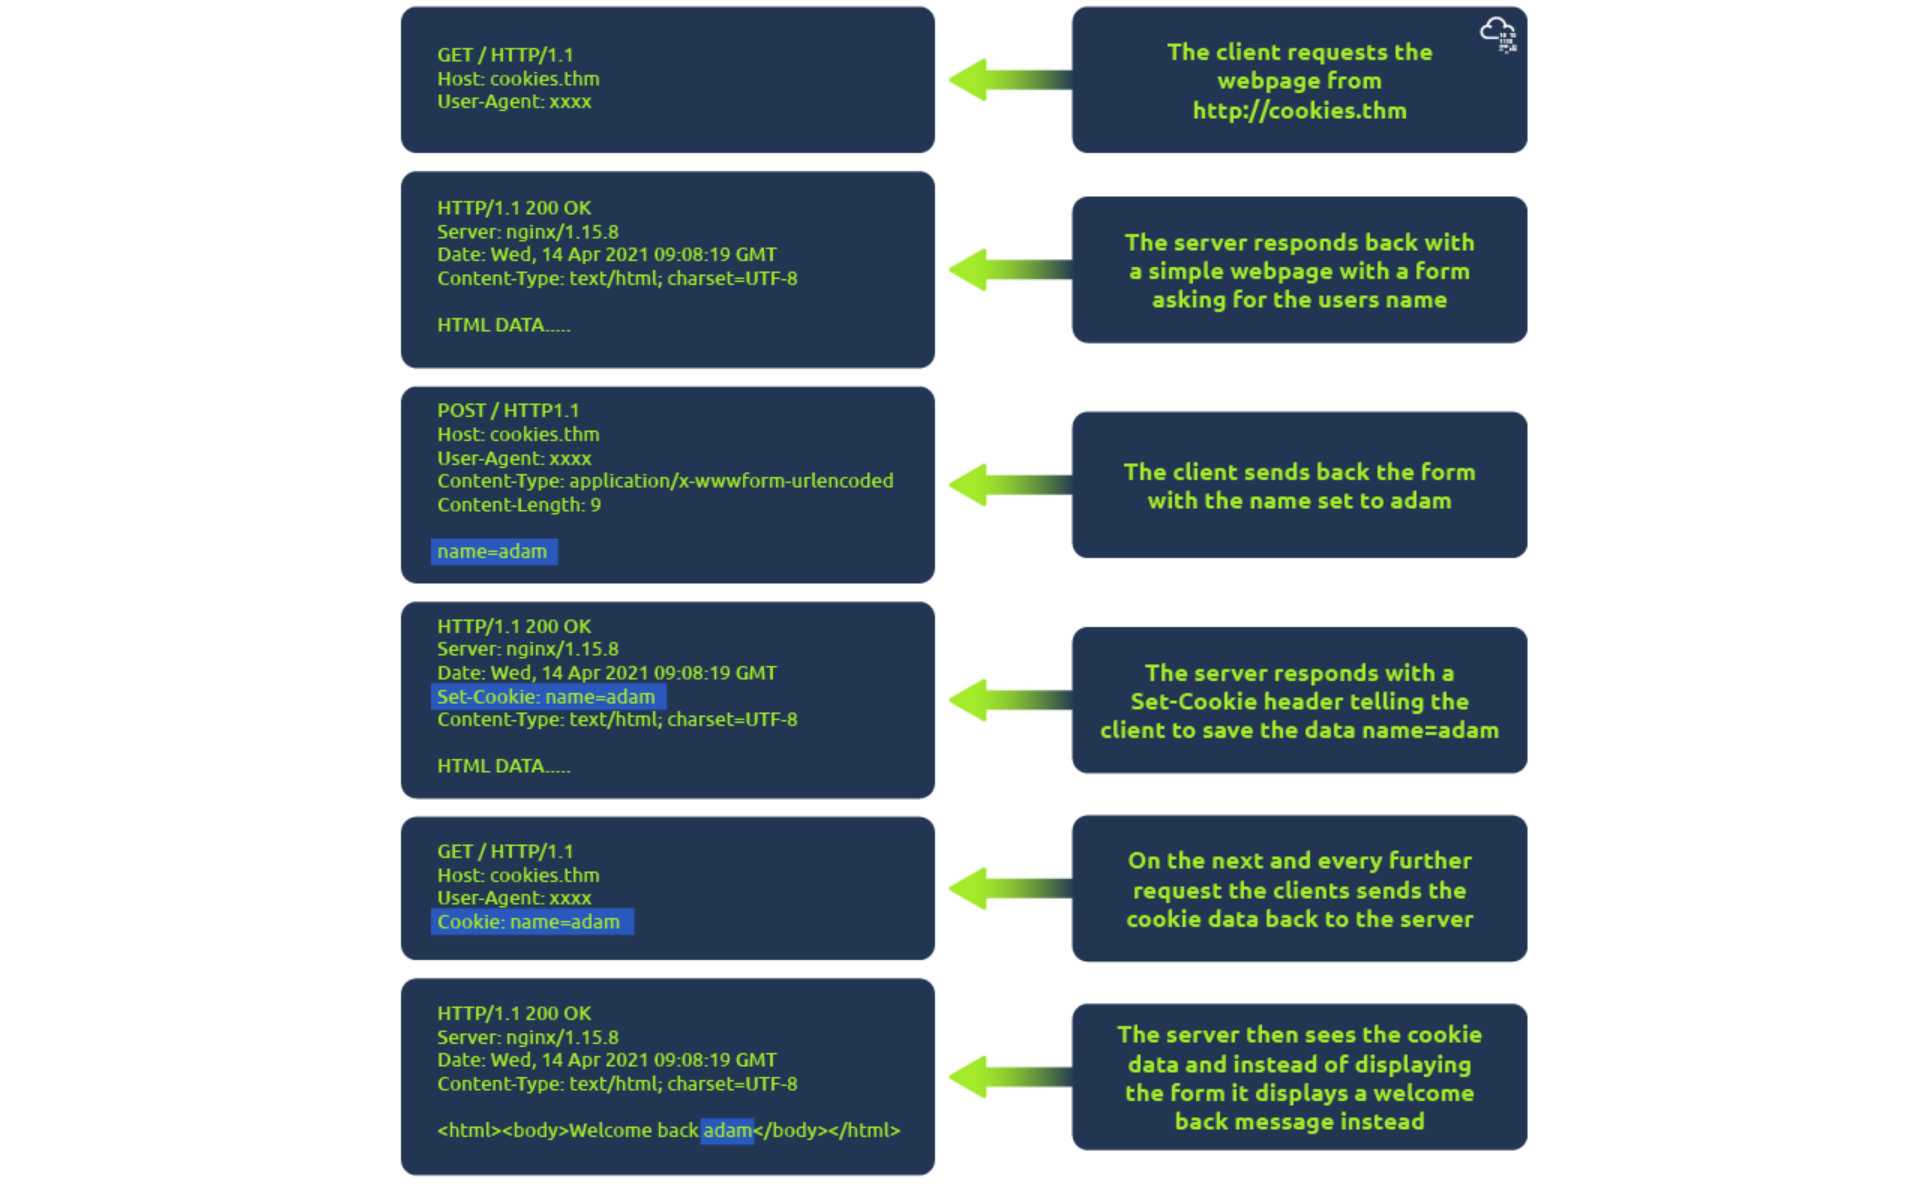 GET / HTTP/1.1
Host: cookies.thm
User-Agent: xxxx
The client requests the
webpage from
http://cookies.thm
HTTP/1.1 200 OK
Server: nginx/1.15.8
Date: Wed, 14 Apr 2021 09:08:19 GMT
Content-Type: text/html; charset=UTF-8
HTML DATA.....
The server responds back with
a simple webpage with a form
asking for the users name
POST / HTTP1.1
Host: cookies.thm
User-Agent: xxxx
Content-Type: application/x-wwwform-urlencoded
Content-Length: 9
name=adam
The client sends back the form
with the name set to adam
HTTP/1.1 200 OK
Server: nginx/1.15.8
Date: Wed, 14 Apr 2021 09:08:19 GMT
Set-Cookie: name=adam
Content-Type: text/html; charset=UTF-8
HTML DATA.....
The server responds with a
Set-Cookie header telling the
client to save the data name=adam
GET / HTTP/1.1
Host: cookies.thm
User-Agent: xxxx
Cookie: name=adam
On the next and every further
request the clients sends the
cookie data back to the server
HTTP/1.1 200 OK
Server: nginx/1.15.8
Date: Wed, 14 Apr 2021 09:08:19 GMT
Content-Type: text/html; charset=UTF-8
<html><body>Welcome back adam</body></html>
The server then sees the cookie
data and instead of displaying
the form it displays a welcome
back message instead